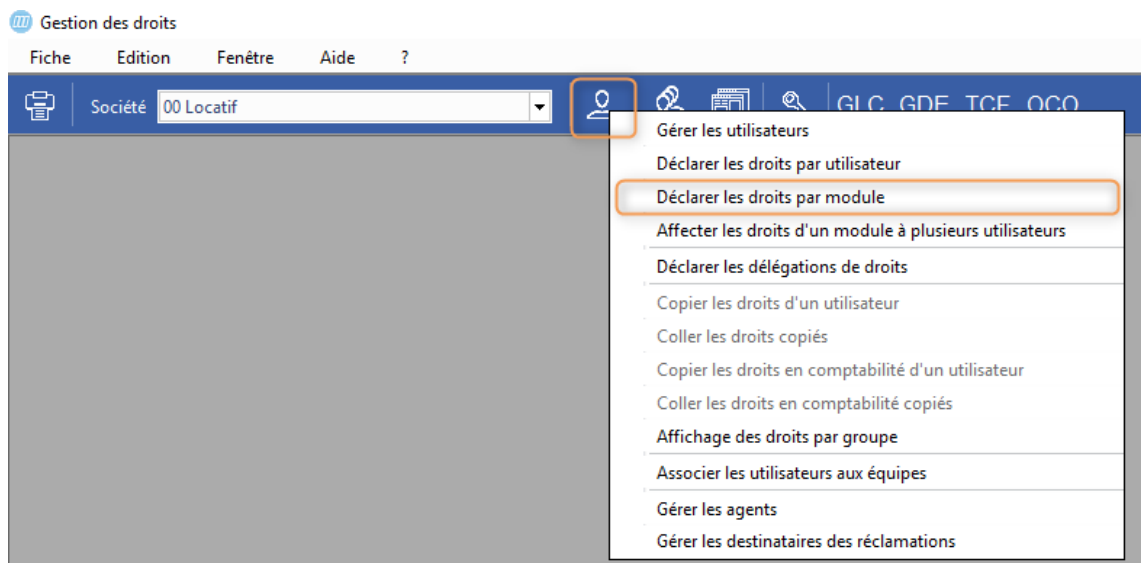 Gestion des droits
Fiche Edition Fenêtre Aide ?
Société 00 Locatif GLC GDE TCF OCO
Gérer les utilisateurs
Déclarer les droits par utilisateur
Déclarer les droits par module
Affecter les droits d'un module à plusieurs utilisateurs
Déclarer les délégations de droits
Copier les droits d'un utilisateur
Coller les droits copiés
Copier les droits en comptabilité d'un utilisateur
Coller les droits en comptabilité copiés
Affichage des droits par groupe
Associer les utilisateurs aux équipes
Gérer les agents
Gérer les destinataires des réclamations